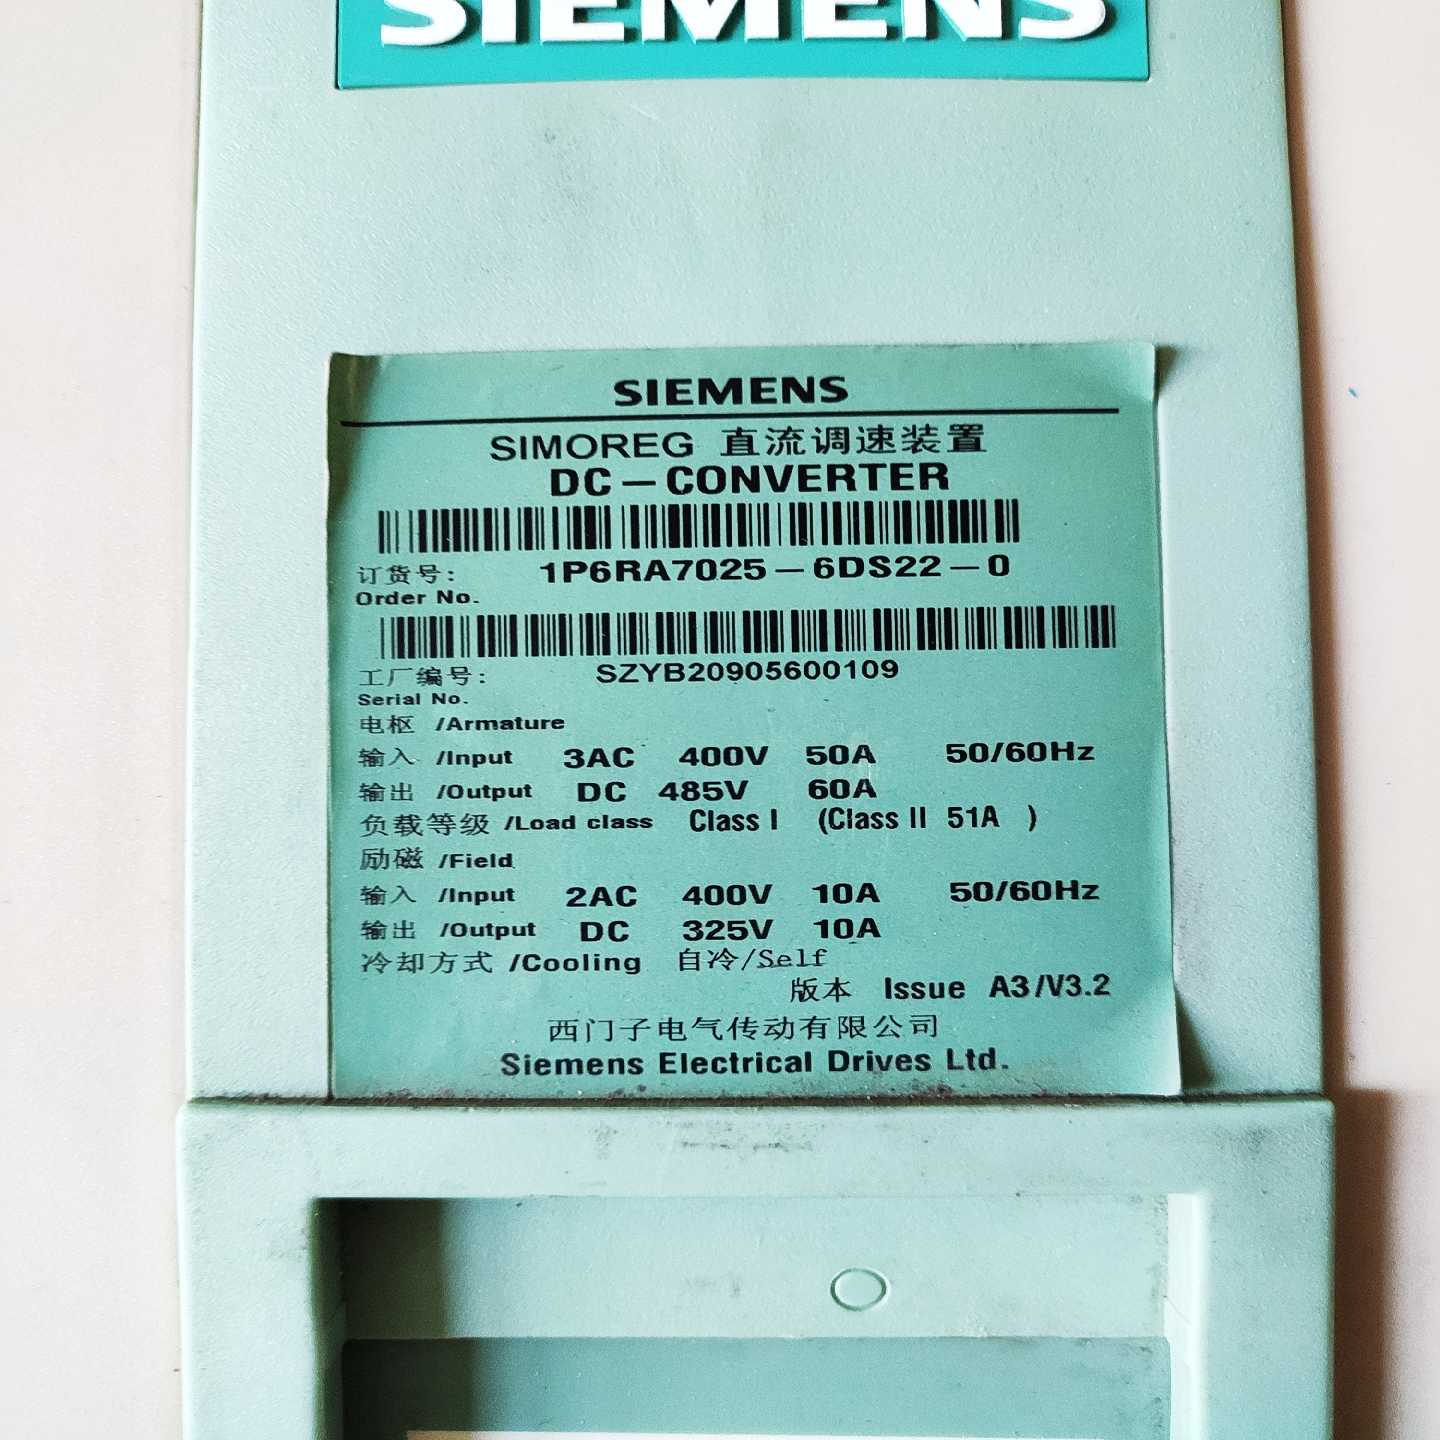 SIEMENS
SIEMENS
SIMOREG 直流调速装置
DC-CONVERTER
订货号: 1P6RA7025-6DS22-0
Order No.
工厂编号: SZYB20905600109
Serial No.
电枢 /Armature
输入 /Input 3AC 400V 50A 50/60Hz
输出 /Output DC 485V 60A
负载等级 /Load class Class I (Class II 51A )
励磁 /Field
输入 /Input 2AC 400V 10A 50/60Hz
输出 /Output DC 325V 10A
冷却方式 /Cooling 自冷/Self
版本 Issue A3/V3.2
西门子电气传动有限公司
Siemens Electrical Drives Ltd.